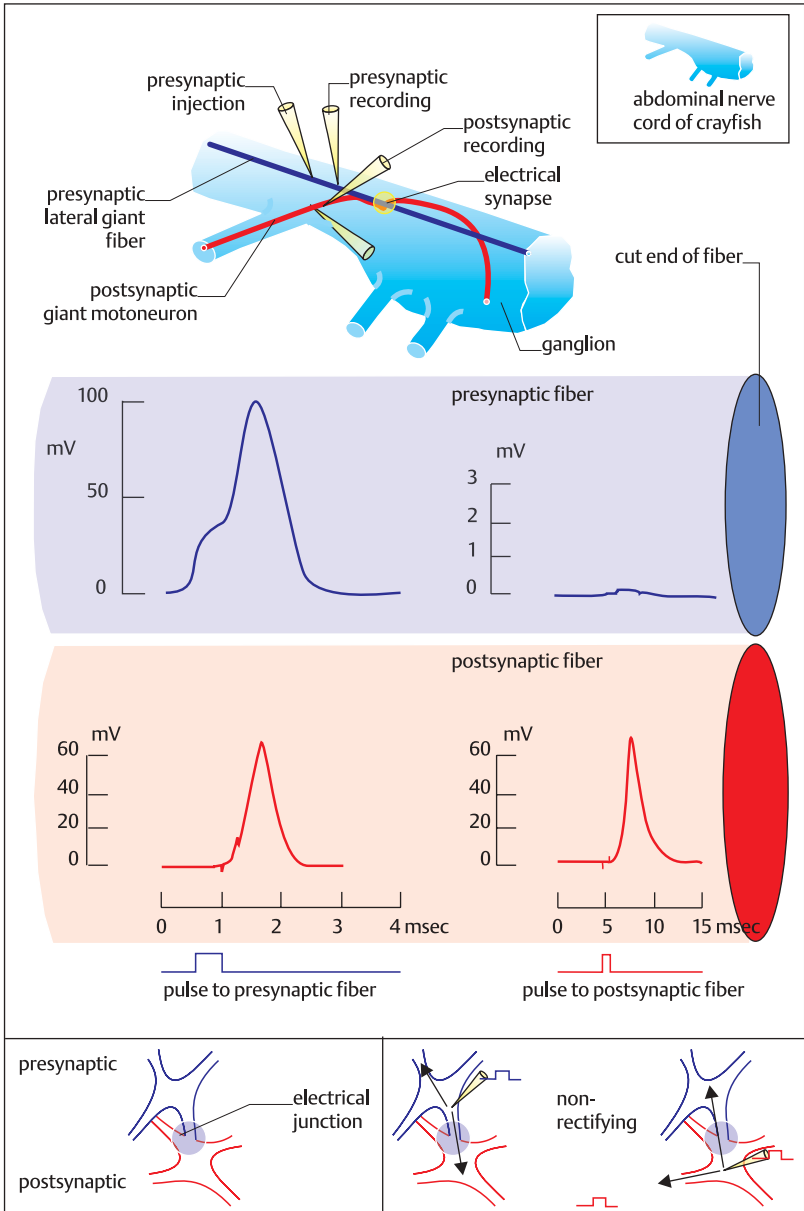 presynaptic
injection
presynaptic
recording
postsynaptic
recording
electrical
synapse
presynaptic
lateral giant
fiber
postsynaptic
giant motoneuron
ganglion
abdominal nerve
cord of crayfish
cut end of fiber
presynaptic fiber
100
mV
50
0
mV
3
2
1
0
postsynaptic fiber
mV
60
40
20
0
mV
60
40
20
0
0 1 2 3 4 msec
0 5 10 15 msec
pulse to presynaptic fiber
pulse to postsynaptic fiber
presynaptic
electrical
junction
postsynaptic
non-
rectifying